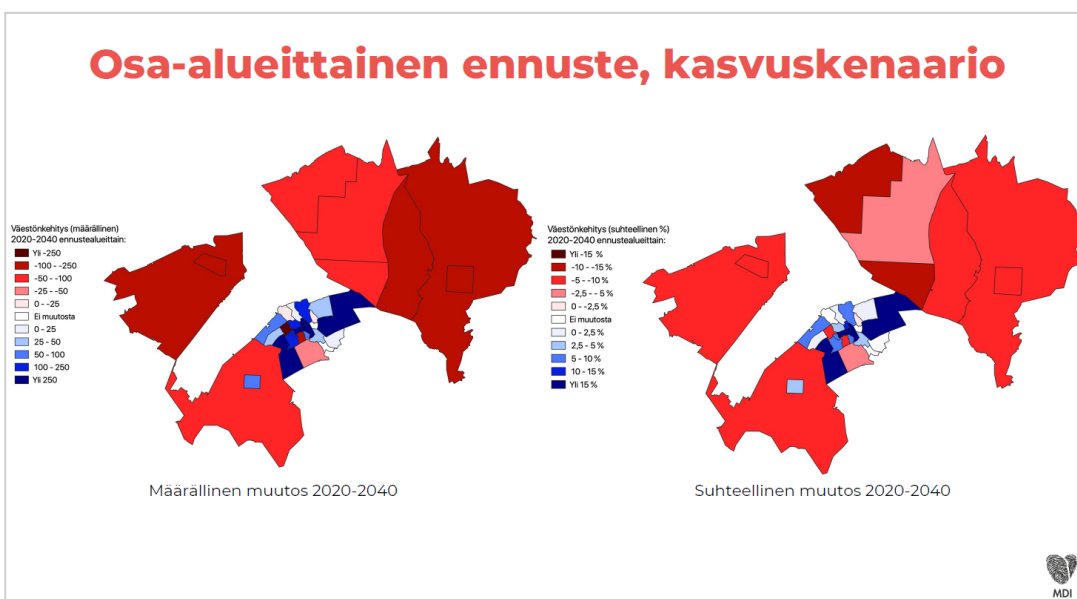 Osa-alueittainen ennuste, kasvuskenaario
Väestönkehitys (määrällinen)
2020-2040 ennustealueittain:
Yli -250
-100 - -250
-50 - -100
-25 - -50
0 - -25
Ei muutosta
0 - 25
25 - 50
50 - 100
100 - 250
Yli 250
Määrällinen muutos 2020-2040
Väestönkehitys (suhteellinen %)
2020-2040 ennustealueittain:
Yli -15 %
-10 - -15 %
-5 - -10 %
-2,5 - - 5 %
0 - -2,5 %
Ei muutosta
0 - 2,5 %
2,5 - 5 %
5 - 10 %
10 - 15 %
Yli 15 %
Suhteellinen muutos 2020-2040
MDI